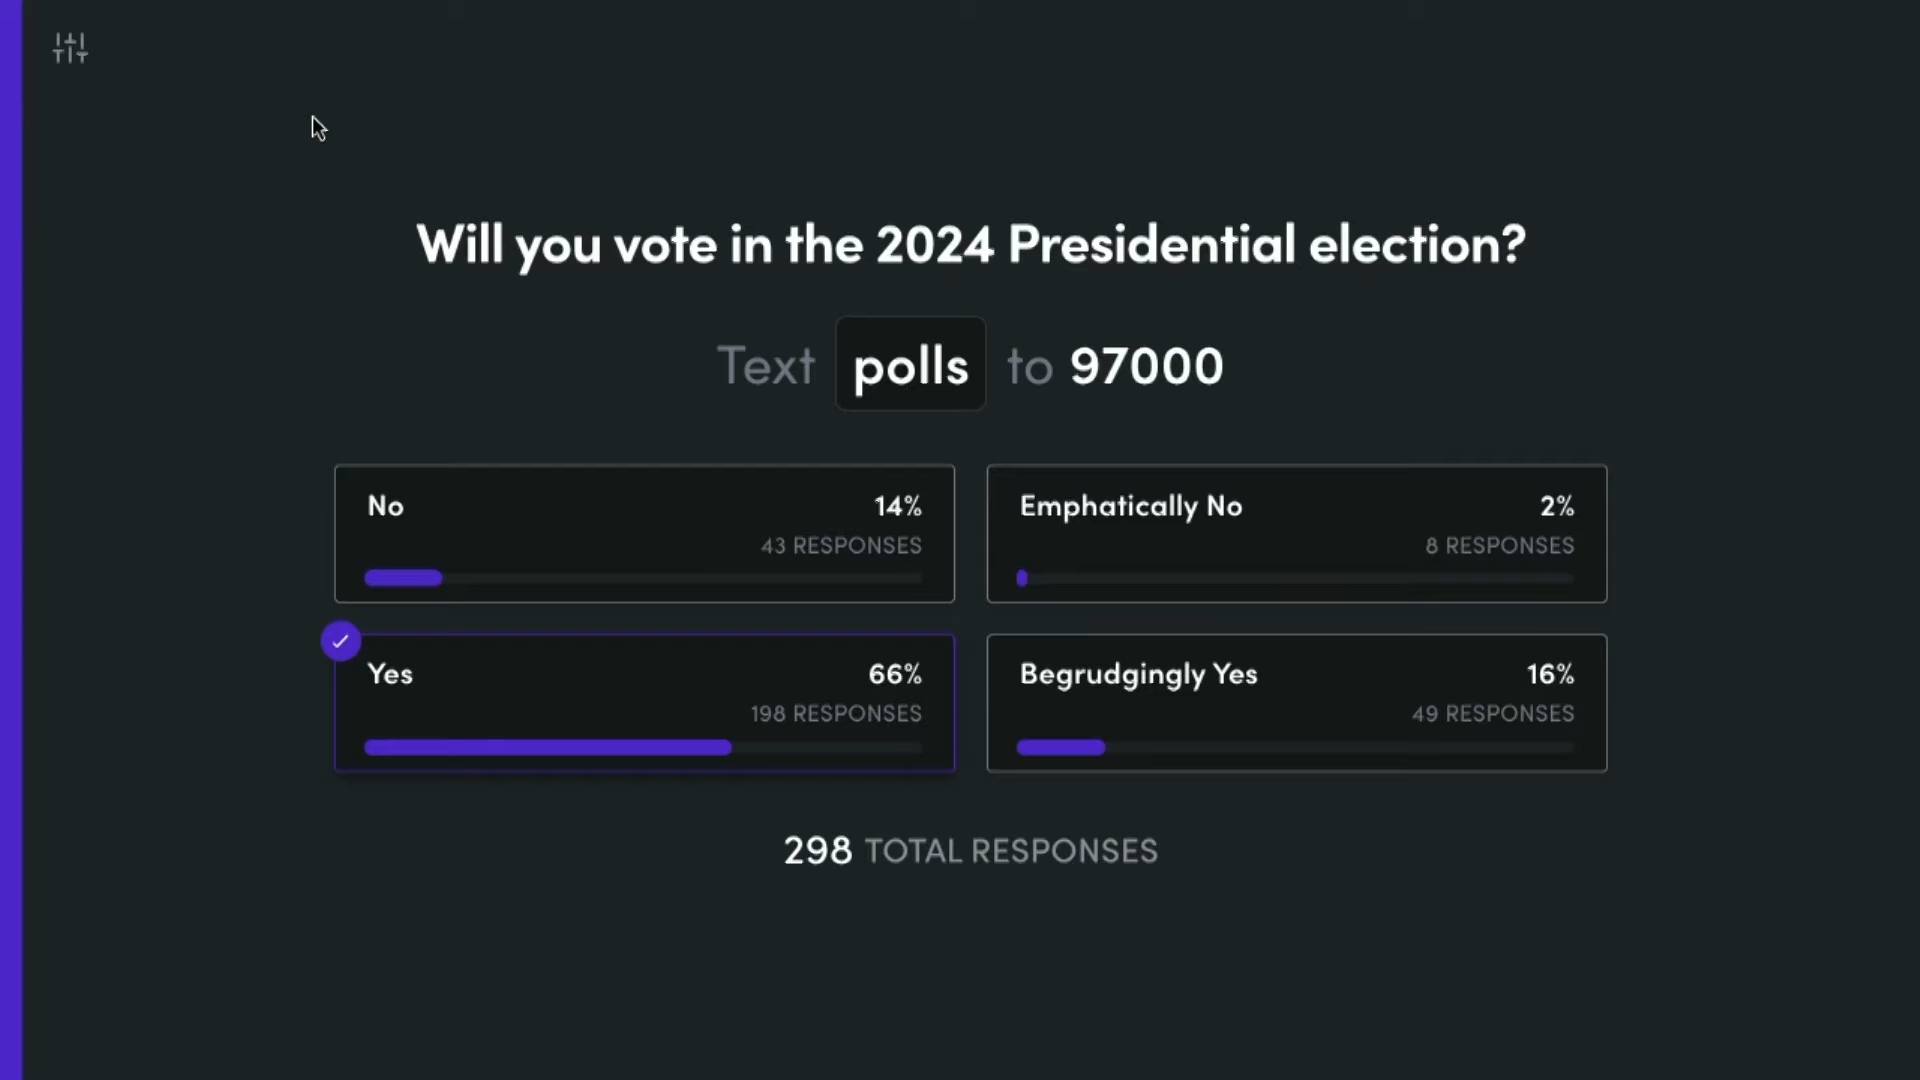 Will you vote in the 2024 Presidential election?
Text polls to 97000
No 14%
43 RESPONSES
Emphatically No 2%
8 RESPONSES
Yes 66%
198 RESPONSES
Begrudgingly Yes 16%
49 RESPONSES
298 TOTAL RESPONSES